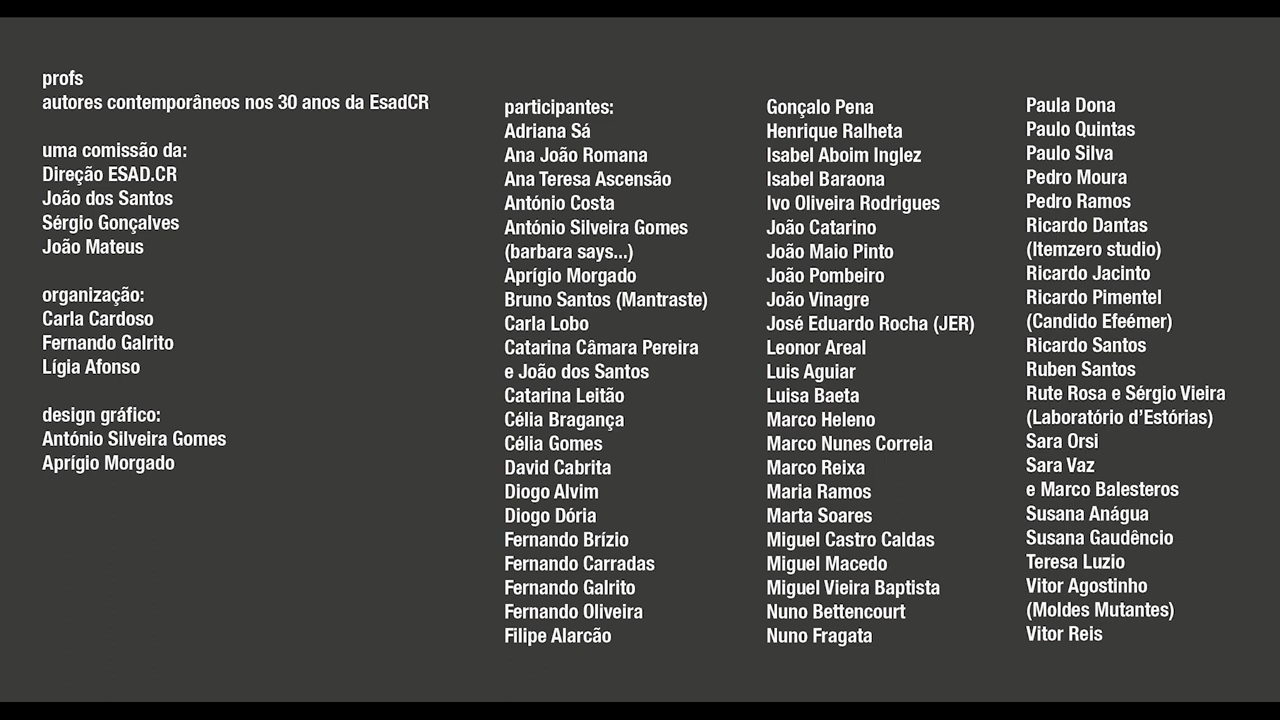 profs
autores contemporâneos nos 30 anos da EsadCR
uma comissão da:
Direção ESAD.CR
João dos Santos
Sérgio Gonçalves
João Mateus
organização:
Carla Cardoso
Fernando Galrito
Lígia Afonso
design gráfico:
António Silveira Gomes
Aprígio Morgado
participantes:
Adriana Sá
Ana João Romana
Ana Teresa Ascensão
António Costa
António Silveira Gomes
(barbara says...)
Aprígio Morgado
Bruno Santos (Mantraste)
Carla Lobo
Catarina Câmara Pereira
e João dos Santos
Catarina Leitão
Célia Bragança
Célia Gomes
David Cabrita
Diogo Alvim
Diogo Dória
Fernando Brízio
Fernando Carradas
Fernando Galrito
Fernando Oliveira
Filipe Alarcão
Gonçalo Pena
Henrique Ralheta
Isabel Aboim Inglez
Isabel Baraona
Ivo Oliveira Rodrigues
João Catarino
João Maio Pinto
João Pombeiro
João Vinagre
José Eduardo Rocha (JER)
Leonor Areal
Luis Aguiar
Luisa Baeta
Marco Heleno
Marco Nunes Correia
Marco Reixa
Maria Ramos
Marta Soares
Miguel Castro Caldas
Miguel Macedo
Miguel Vieira Baptista
Nuno Bettencourt
Nuno Fragata
Paula Dona
Paulo Quintas
Paulo Silva
Pedro Moura
Pedro Ramos
Ricardo Dantas
(Itemzero studio)
Ricardo Jacinto
Ricardo Pimentel
(Candido Efeémer)
Ricardo Santos
Ruben Santos
Rute Rosa e Sérgio Vieira
(Laboratório d’Estórias)
Sara Orsi
Sara Vaz
e Marco Balesteros
Susana Anágua
Susana Gaudêncio
Teresa Luzio
Vitor Agostinho
(Moldes Mutantes)
Vitor Reis